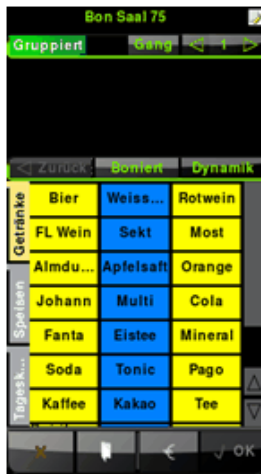 Bon Saal 75
Gruppiert Gang 1
Zurück Boniert Dynamik
Getränke
Speisen
Tagesk...
Bier Weiss... Rotwein
FL Wein Sekt Most
Almdu... Apfelsaft Orange
Johann Multi Cola
Fanta Eistee Mineral
Soda Tonic Pago
Kaffee Kakao Tee
€ OK